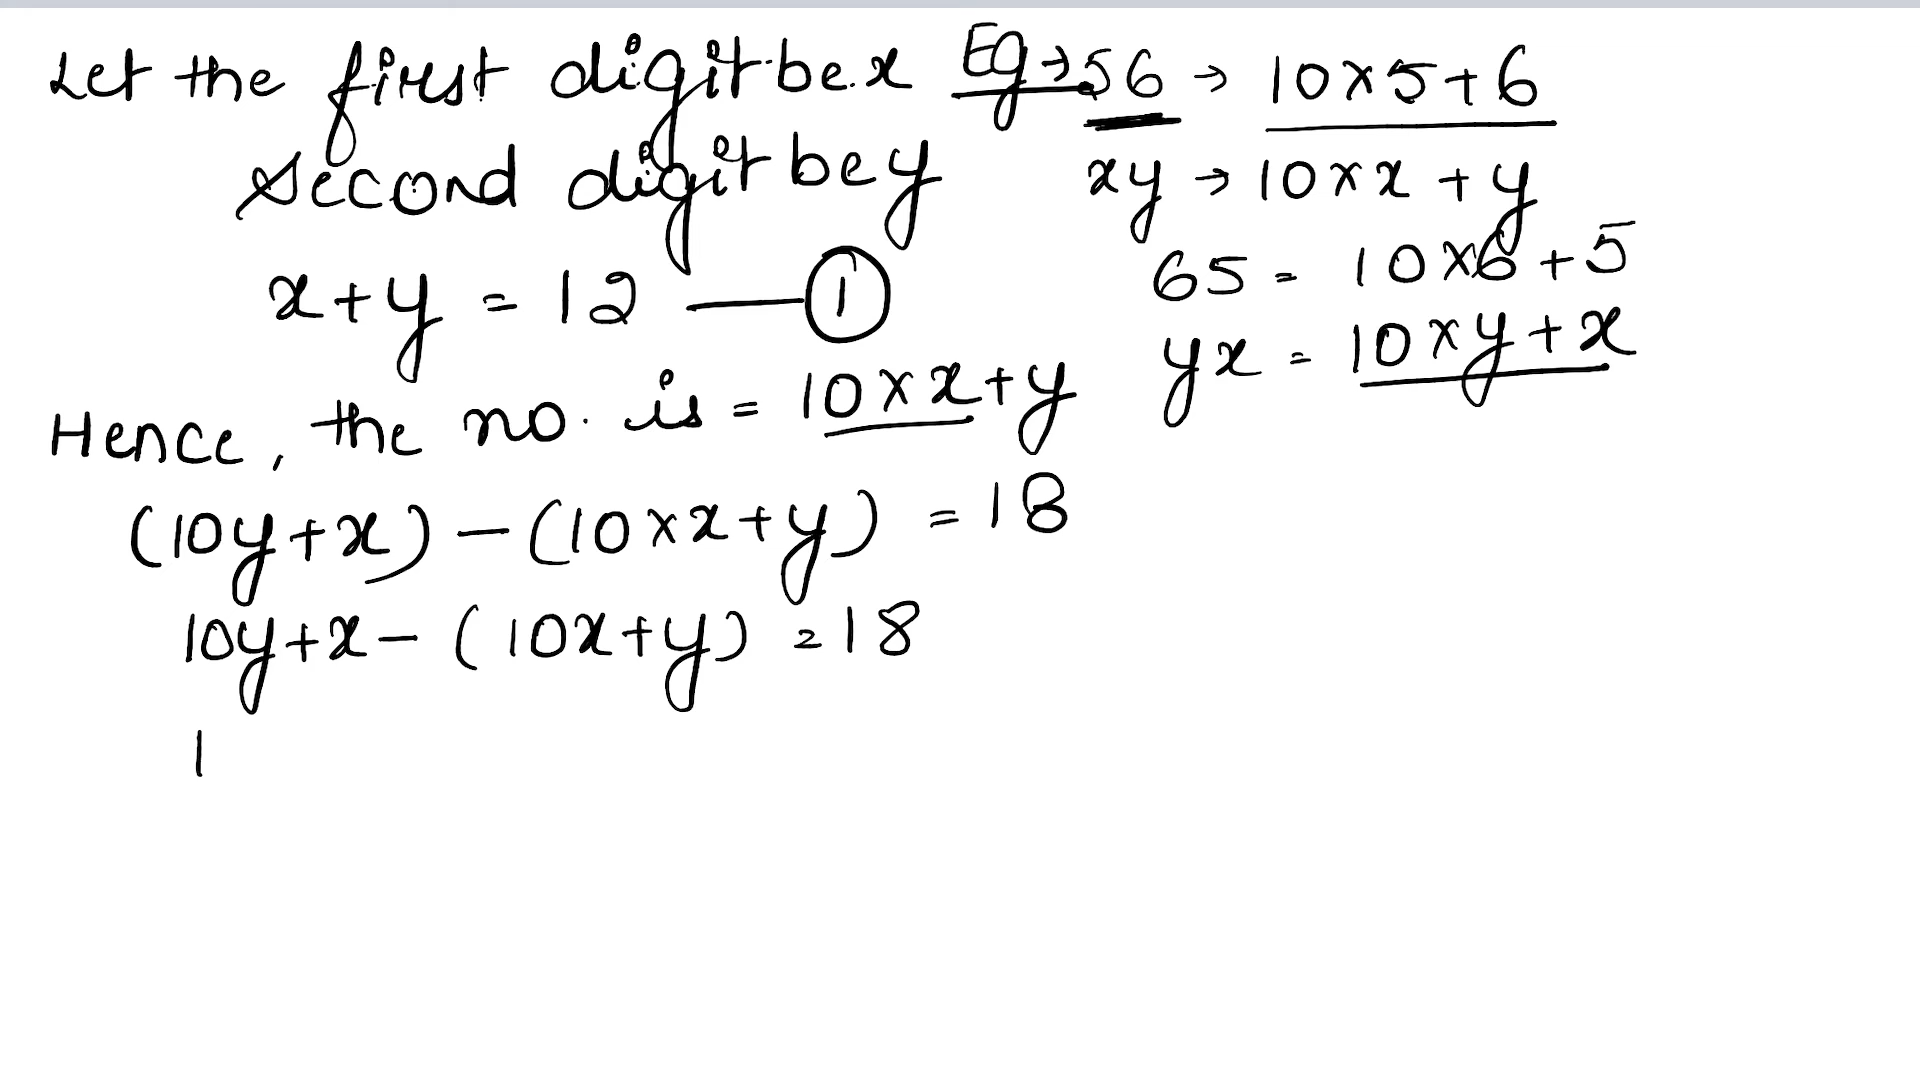 Let the first digit be x Eg → 56 → 10×5+6
second digit be y xy → 10×x + y
x+y = 12 — ① 65 = 10×6+5
yx = 10×y+x
Hence, the no. is = 10×x+y
(10y+x) - (10×x+y) = 18
10y+x - (10x+y) = 18
1